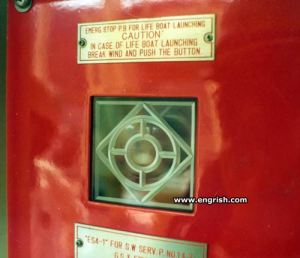 EMERG STOP P.B FOR LIFE BOAT LAUNCHING
CAUTION
IN CASE OF LIFE BOAT LAUNCHING
BREAK WIND AND PUSH THE BUTTON.
www.engrish.com
"ES4-1" FOR G.W SERV. P. NO.1&2